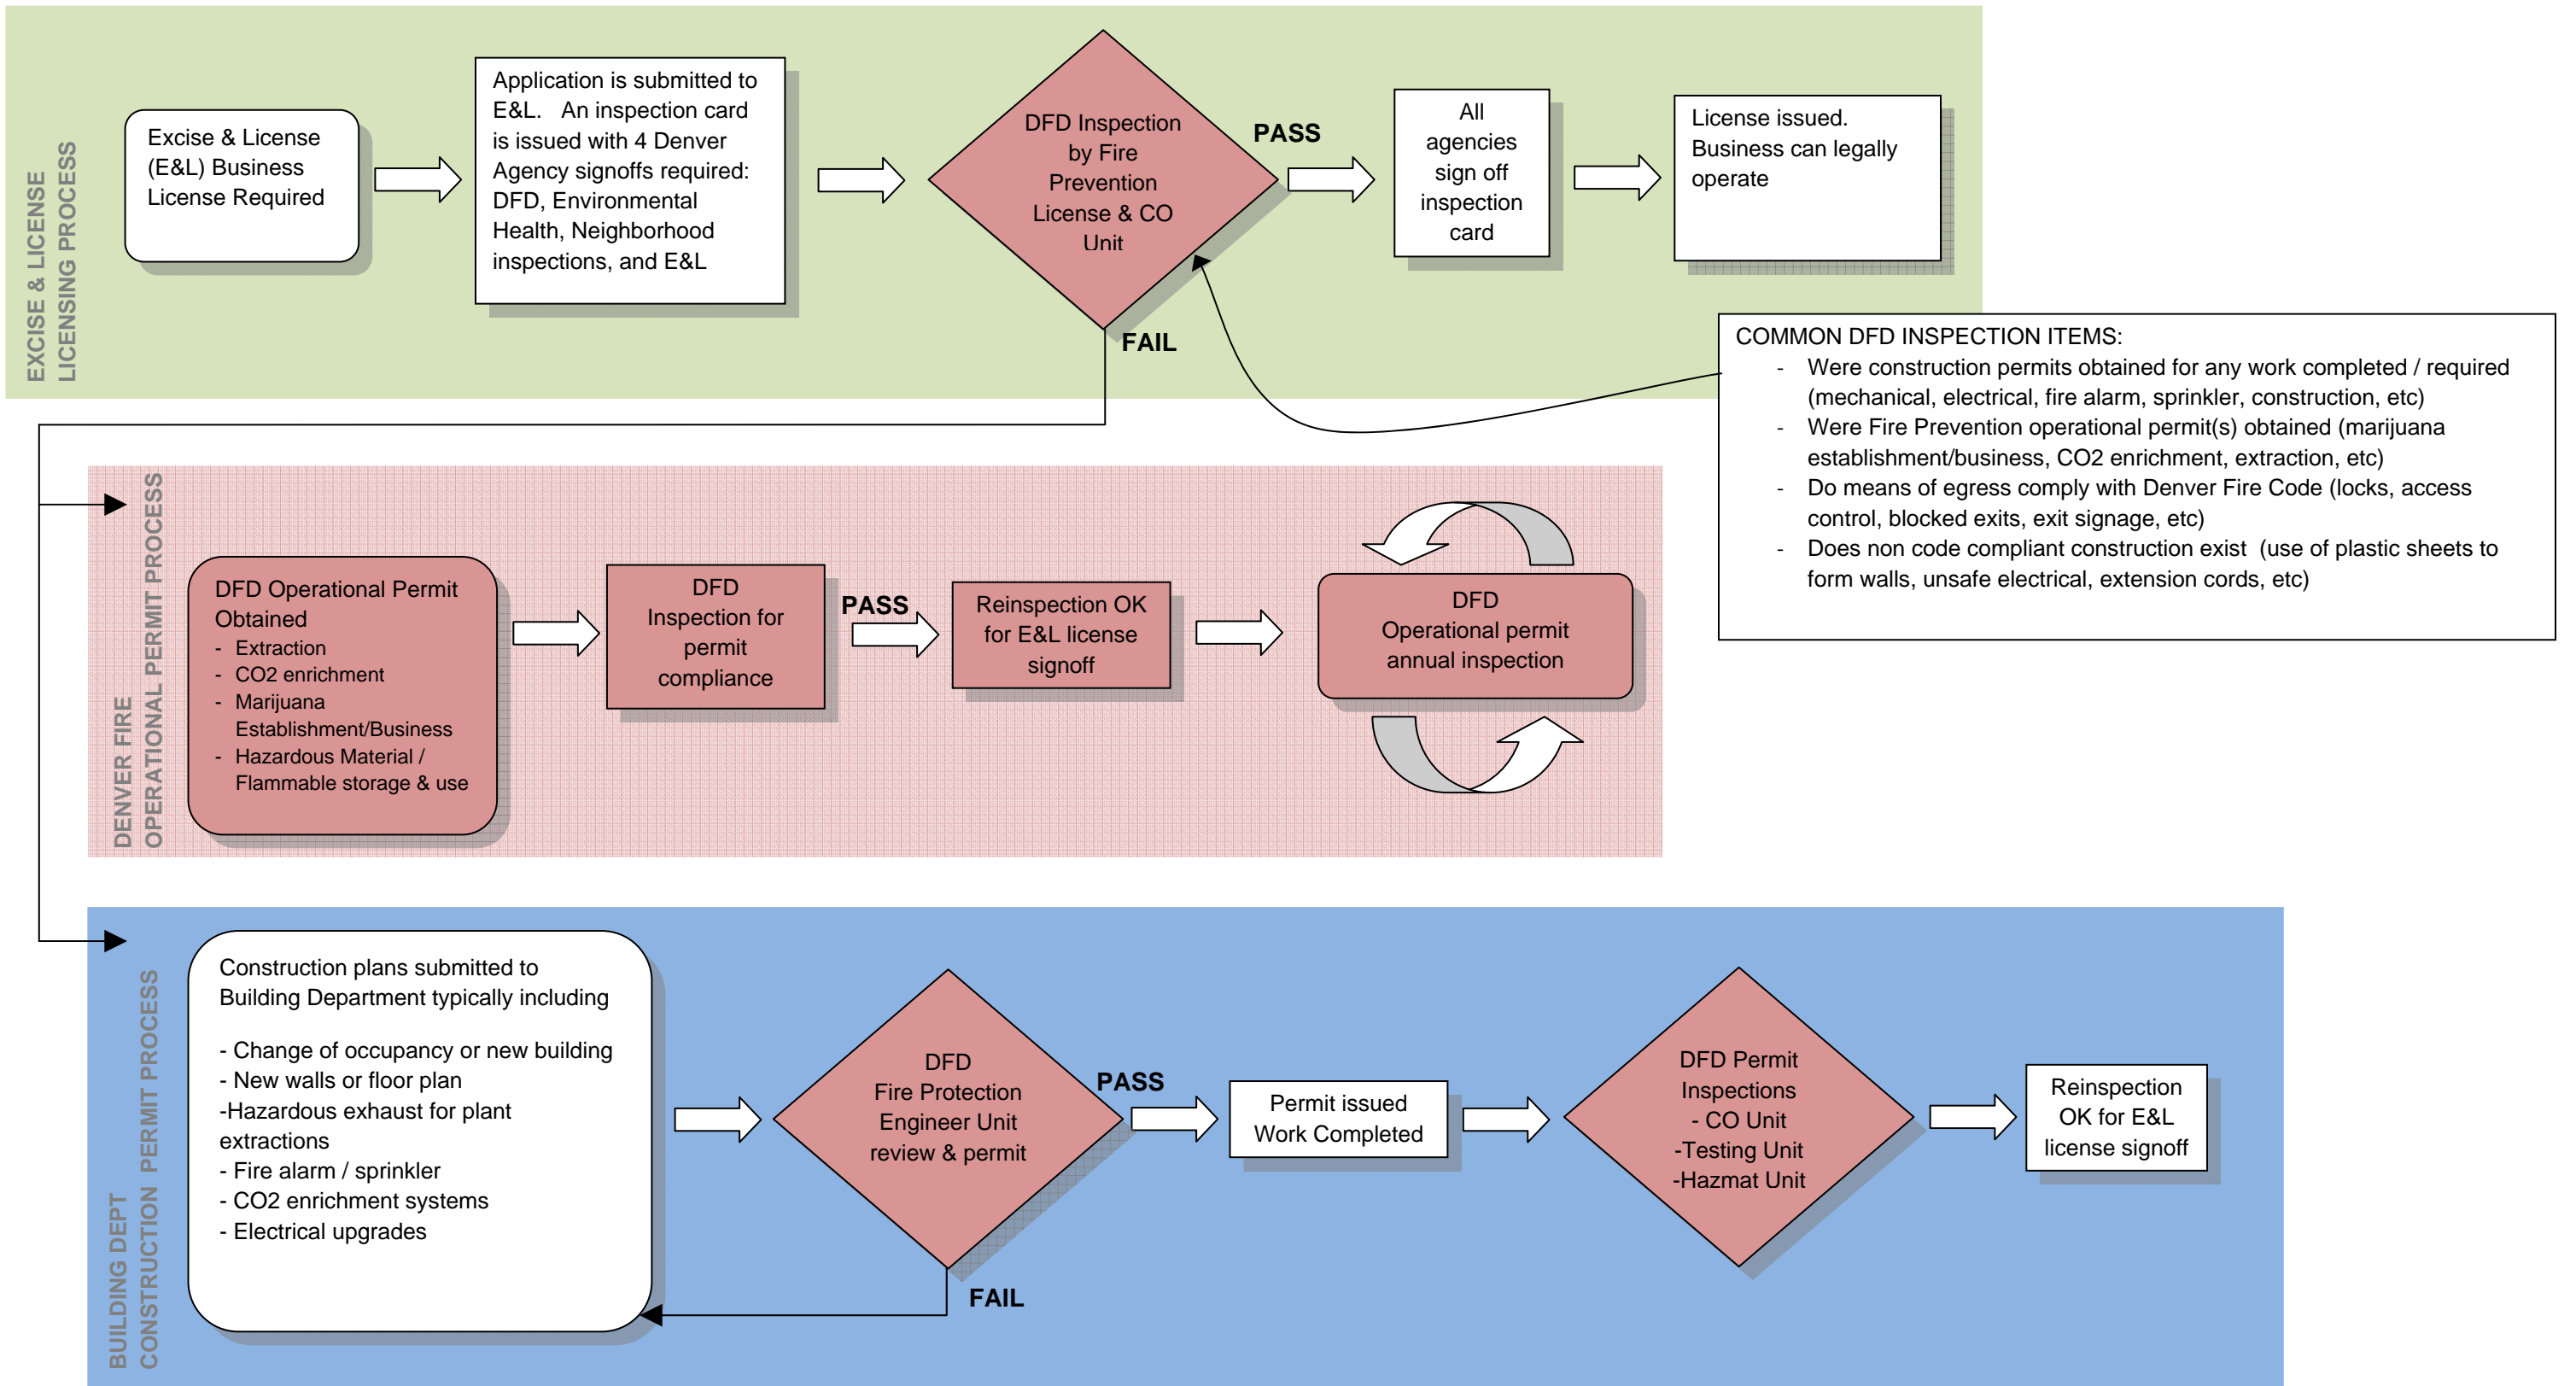 EXCISE & LICENSE
LICENSING PROCESS
Excise & License
(E&L) Business
License Required
Application is submitted to
E&L.   An inspection card
is issued with 4 Denver
Agency signoffs required:
DFD, Environmental
Health, Neighborhood
inspections, and E&L
DFD Inspection
by Fire
Prevention
License & CO
Unit
PASS
FAIL
All
agencies
sign off
inspection
card
License issued.
Business can legally
operate
COMMON DFD INSPECTION ITEMS:
- Were construction permits obtained for any work completed / required
(mechanical, electrical, fire alarm, sprinkler, construction, etc)
- Were Fire Prevention operational permit(s) obtained (marijuana
establishment/business, CO2 enrichment, extraction, etc)
- Do means of egress comply with Denver Fire Code (locks, access
control, blocked exits, exit signage, etc)
- Does non code compliant construction exist  (use of plastic sheets to
form walls, unsafe electrical, extension cords, etc)
DENVER FIRE
OPERATIONAL PERMIT PROCESS
DFD Operational Permit
Obtained
- Extraction
- CO2 enrichment
- Marijuana
Establishment/Business
- Hazardous Material /
Flammable storage & use
DFD
Inspection for
permit
compliance
PASS
Reinspection OK
for E&L license
signoff
DFD
Operational permit
annual inspection
BUILDING DEPT
CONSTRUCTION  PERMIT PROCESS
Construction plans submitted to
Building Department typically including
- Change of occupancy or new building
- New walls or floor plan
-Hazardous exhaust for plant
extractions
- Fire alarm / sprinkler
- CO2 enrichment systems
- Electrical upgrades
DFD
Fire Protection
Engineer Unit
review & permit
PASS
FAIL
Permit issued
Work Completed
DFD Permit
Inspections
- CO Unit
-Testing Unit
-Hazmat Unit
Reinspection
OK for E&L
license signoff